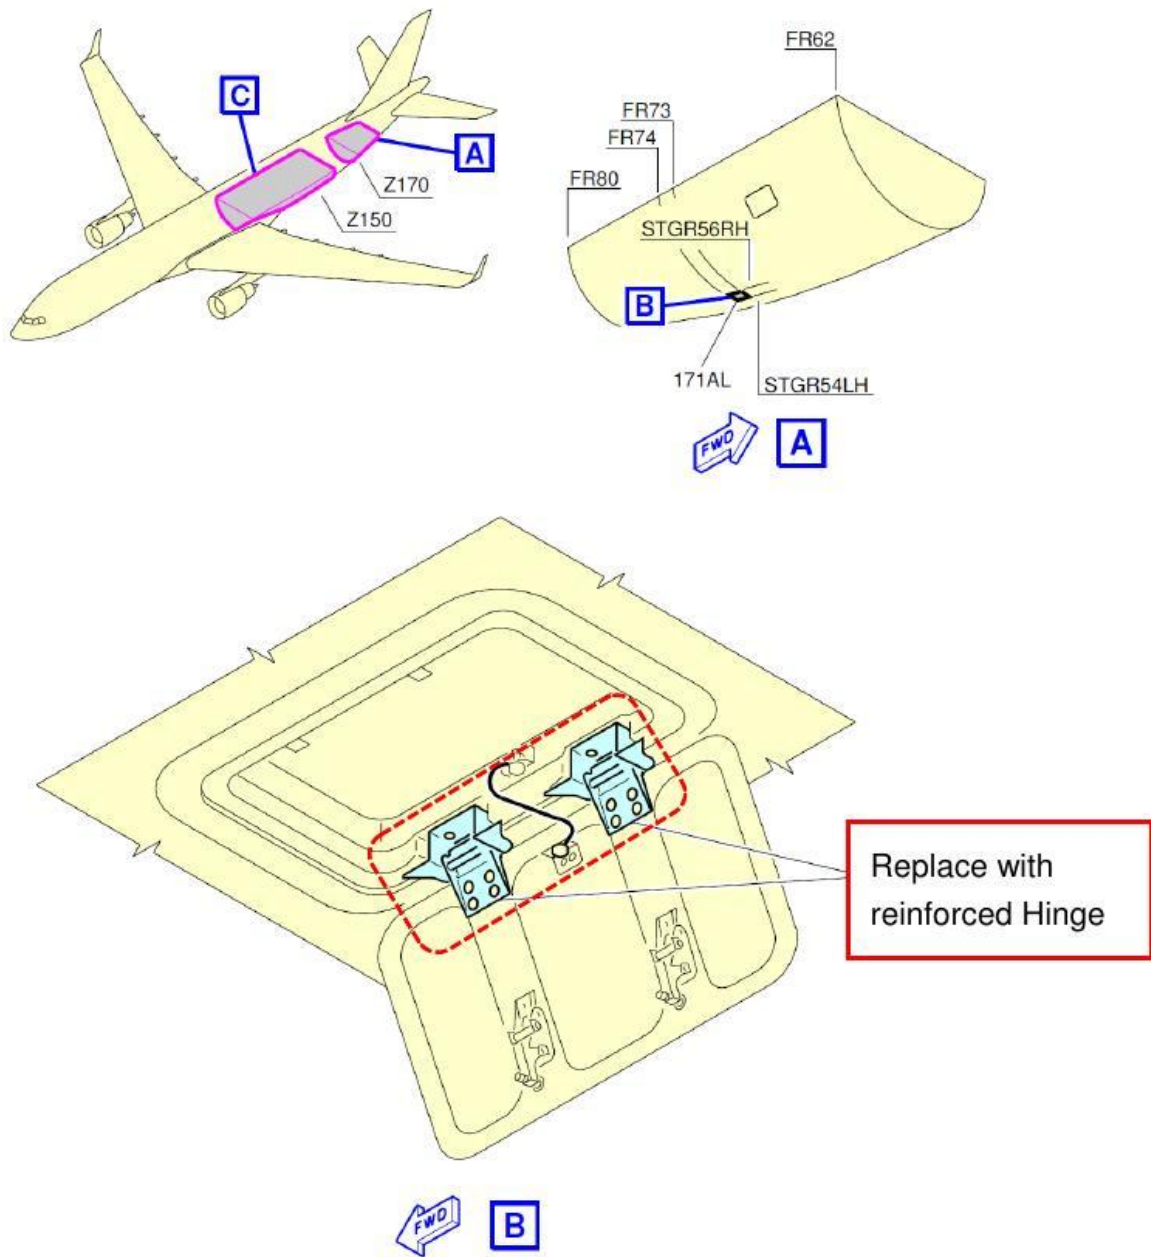 C
A
Z170
Z150
FR62
FR73
FR74
FR80
STGR56RH
B
171AL
STGR54LH
FWD
A
Replace with
reinforced Hinge
FWD
B